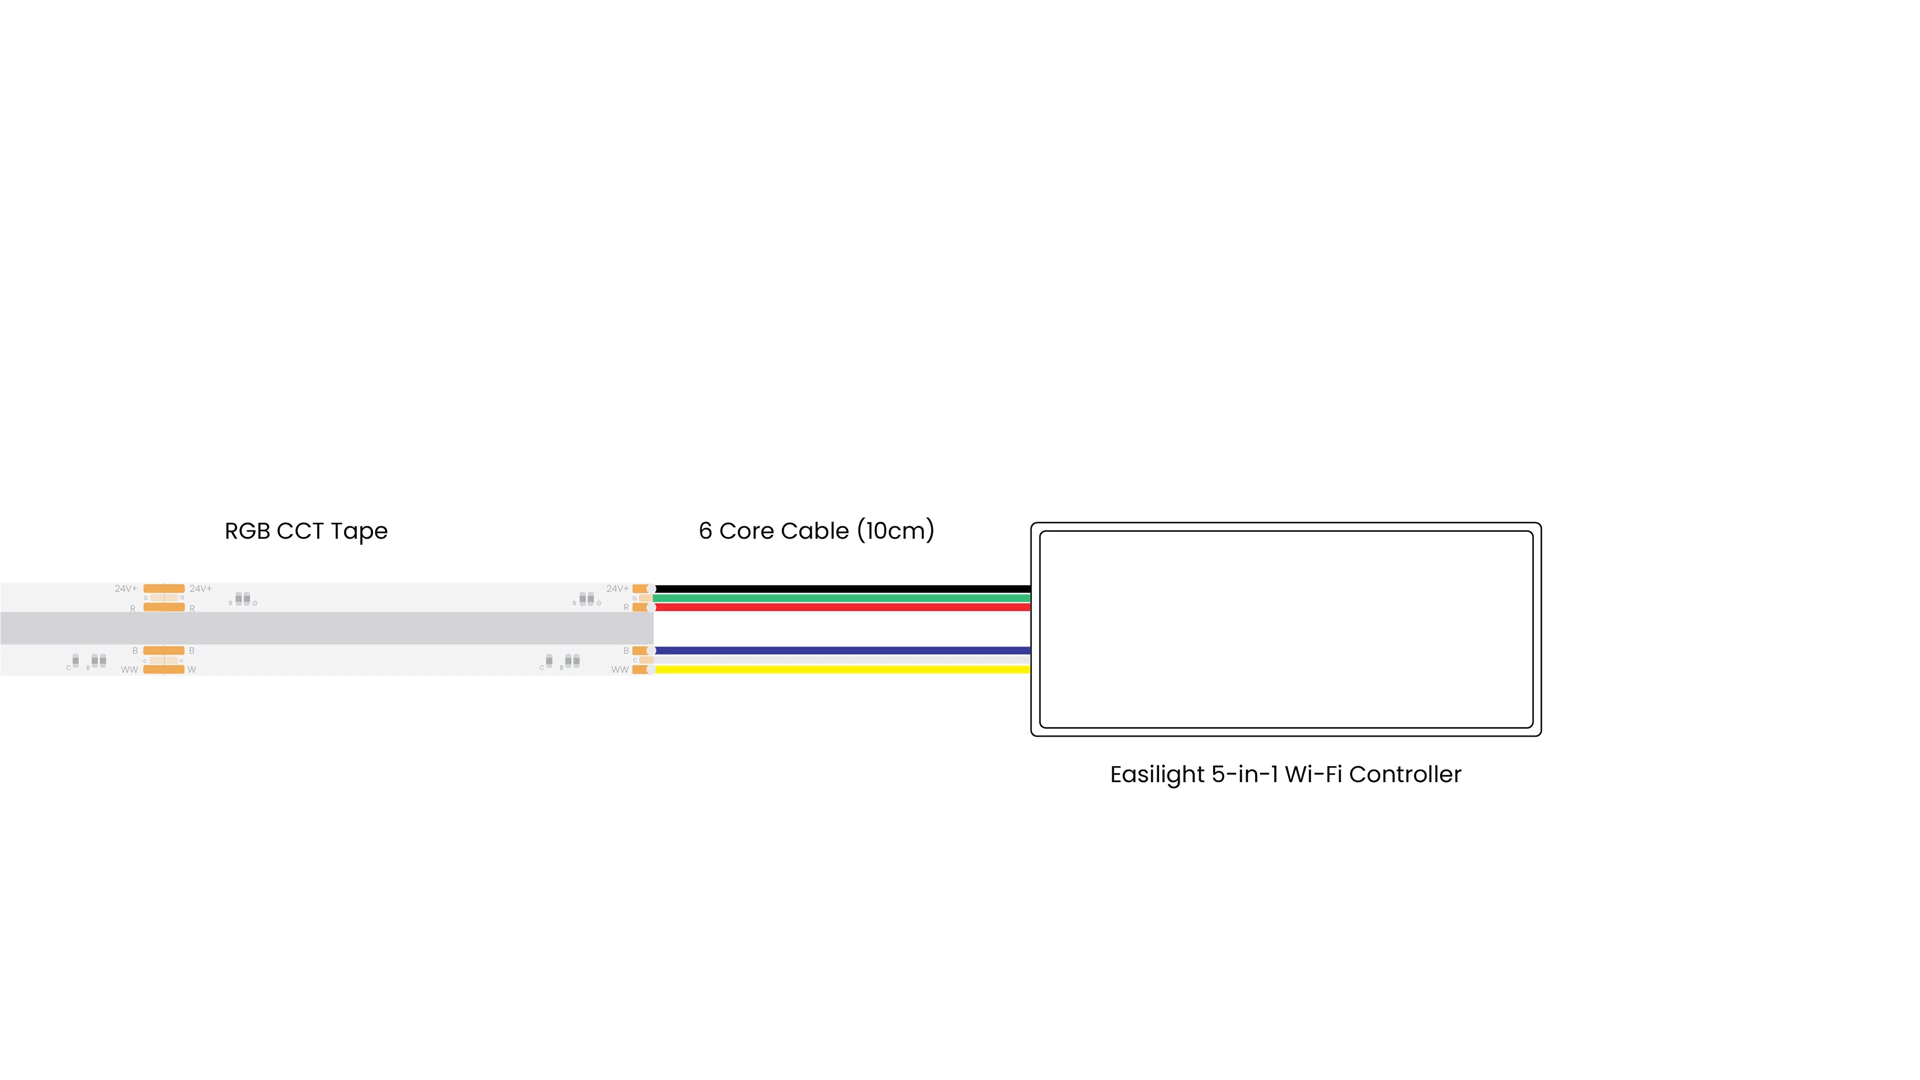 RGB CCT Tape
6 Core Cable (10cm)
24V+ 24V+
R R
24V+
R
B B
WW W
B
WW
C
C
Easilight 5-in-1 Wi-Fi Controller